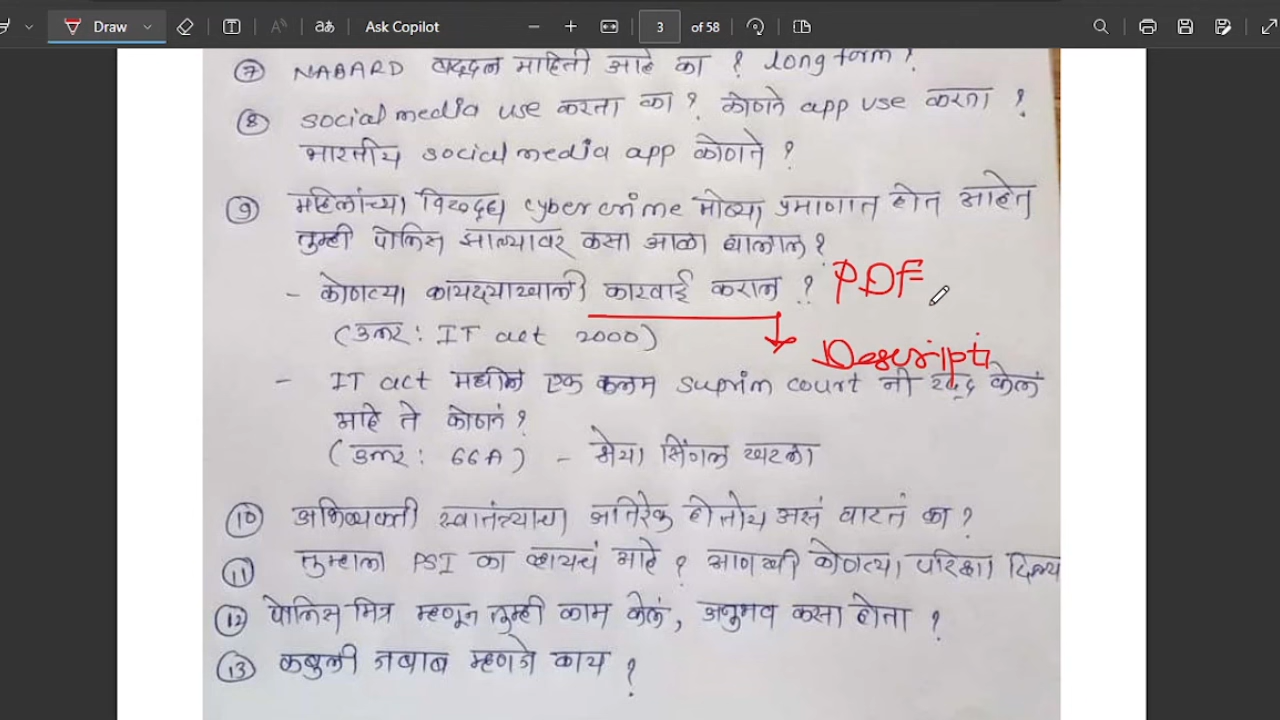 Draw
aあ
Ask Copilot
3 of 58
⑦ NABARD बद्दल माहिती आहे का ? long form ?
⑧ social media use करता का ? कोणते app use करता ?
भारतीय social media app कोणते ?
⑨ महिलांच्या विरुद्ध cyber crime मोठ्या प्रमाणात होत आहेत
तुम्ही पोलिस झाल्यावर कसा आळा घालाल ?
- कोणत्या कायद्याखाली कारवाई कराल ? PDF
(उत्तर : IT act 2000)
Descripti
- IT act मधील एक कलम suprim court नी रद्द केलं
आहे ते कोणतं ?
(उत्तर : 66A) - श्रेया सिंगल खटला
⑩ अभिव्यक्ती स्वातंत्र्याचा अतिरेक होतोय असं वाटतं का ?
⑪ तुम्हाला PSI का व्हायचं आहे ? आणखी कोणत्या परिक्षा दिल्य
⑫ पोलिस मित्र म्हणून तुम्ही काम केलं, अनुभव कसा होता ?
⑬ कबुली जबाब म्हणजे काय ?